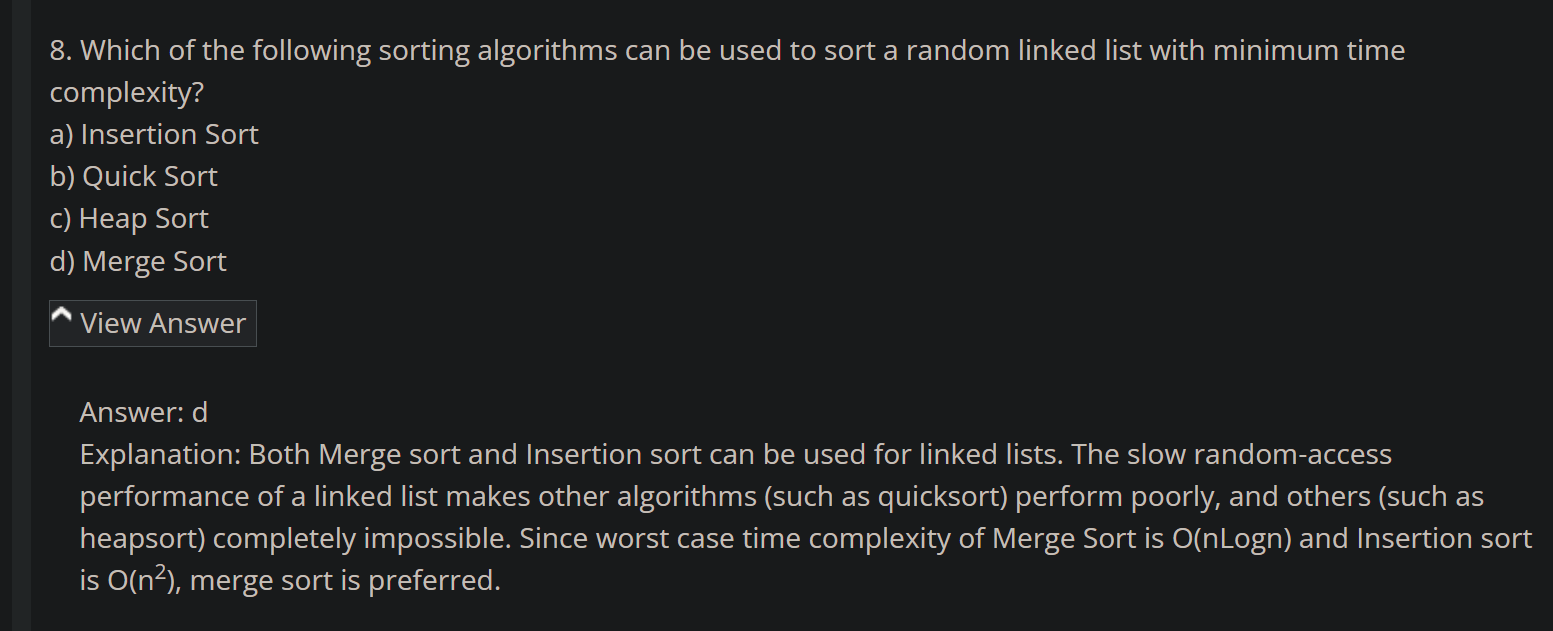 8. Which of the following sorting algorithms can be used to sort a random linked list with minimum time
complexity?
a) Insertion Sort
b) Quick Sort
c) Heap Sort
d) Merge Sort
View Answer
Answer: d
Explanation: Both Merge sort and Insertion sort can be used for linked lists. The slow random-access
performance of a linked list makes other algorithms (such as quicksort) perform poorly, and others (such as
heapsort) completely impossible. Since worst case time complexity of Merge Sort is O(nLogn) and Insertion sort
is O(n²), merge sort is preferred.